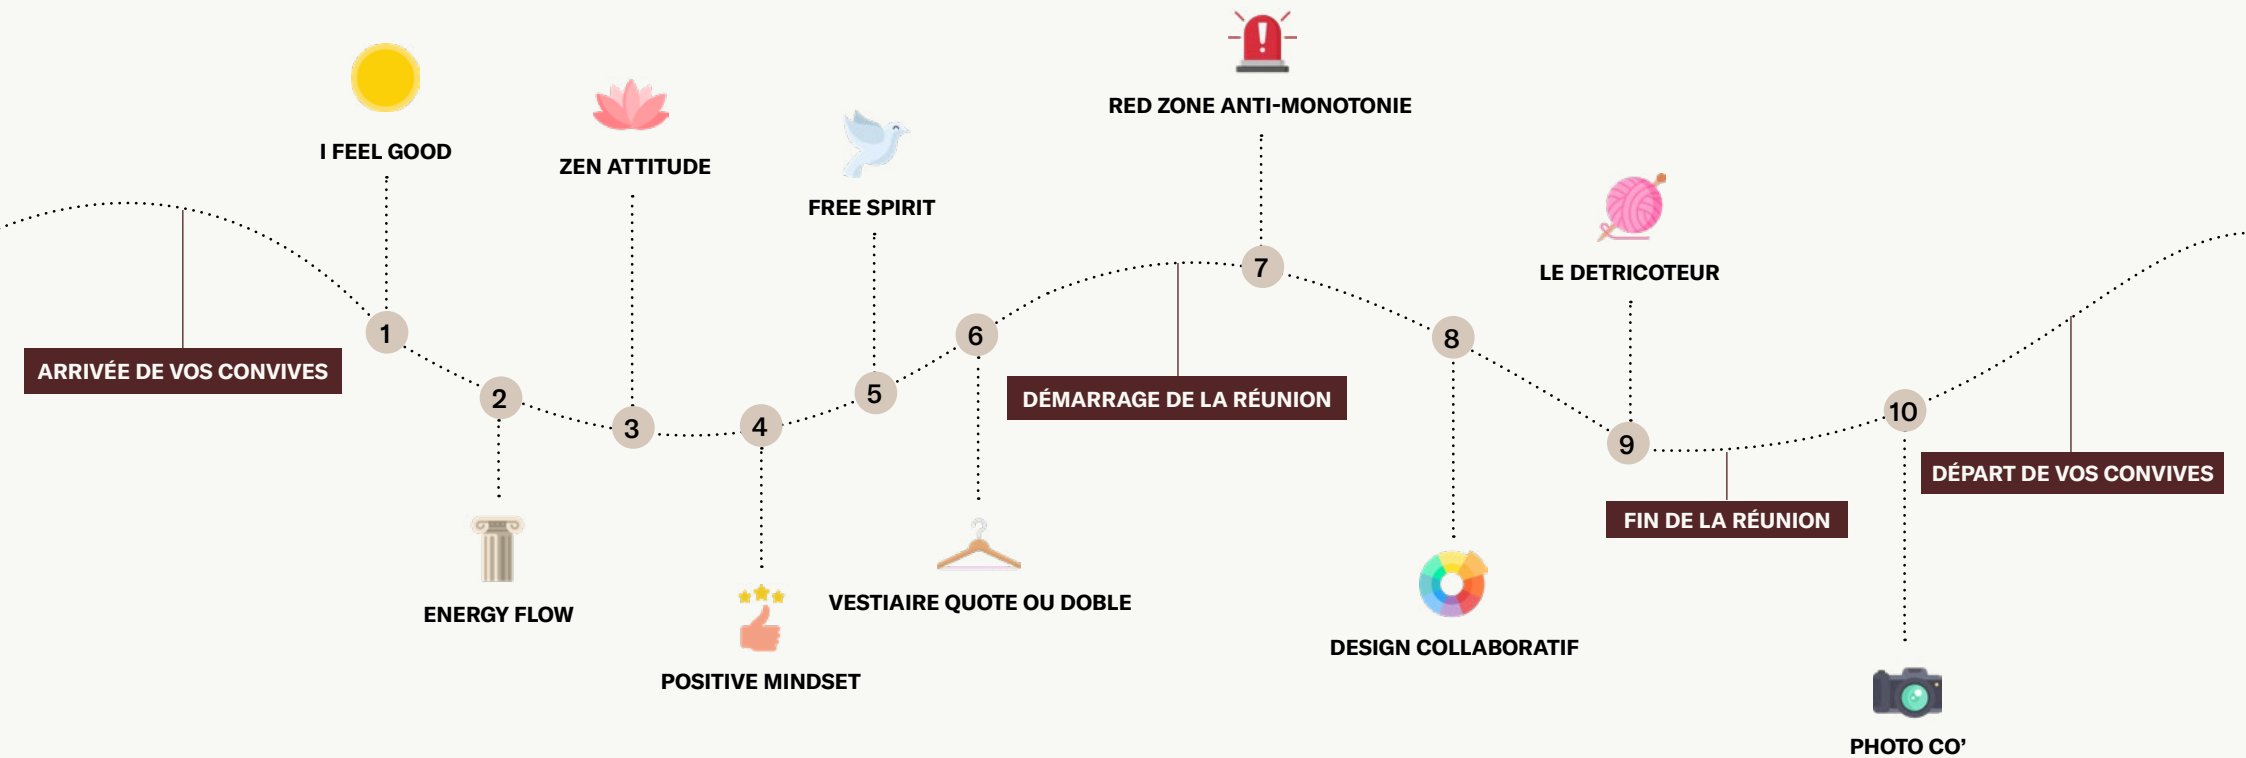 ARRIVÉE DE VOS CONVIVES
1
I FEEL GOOD
2
ENERGY FLOW
3
ZEN ATTITUDE
4
POSITIVE MINDSET
5
FREE SPIRIT
6
VESTIAIRE QUOTE OU DOBLE
DÉMARRAGE DE LA RÉUNION
7
RED ZONE ANTI-MONOTONIE
8
DESIGN COLLABORATIF
9
LE DETRICOTEUR
FIN DE LA RÉUNION
10
PHOTO CO’
DÉPART DE VOS CONVIVES